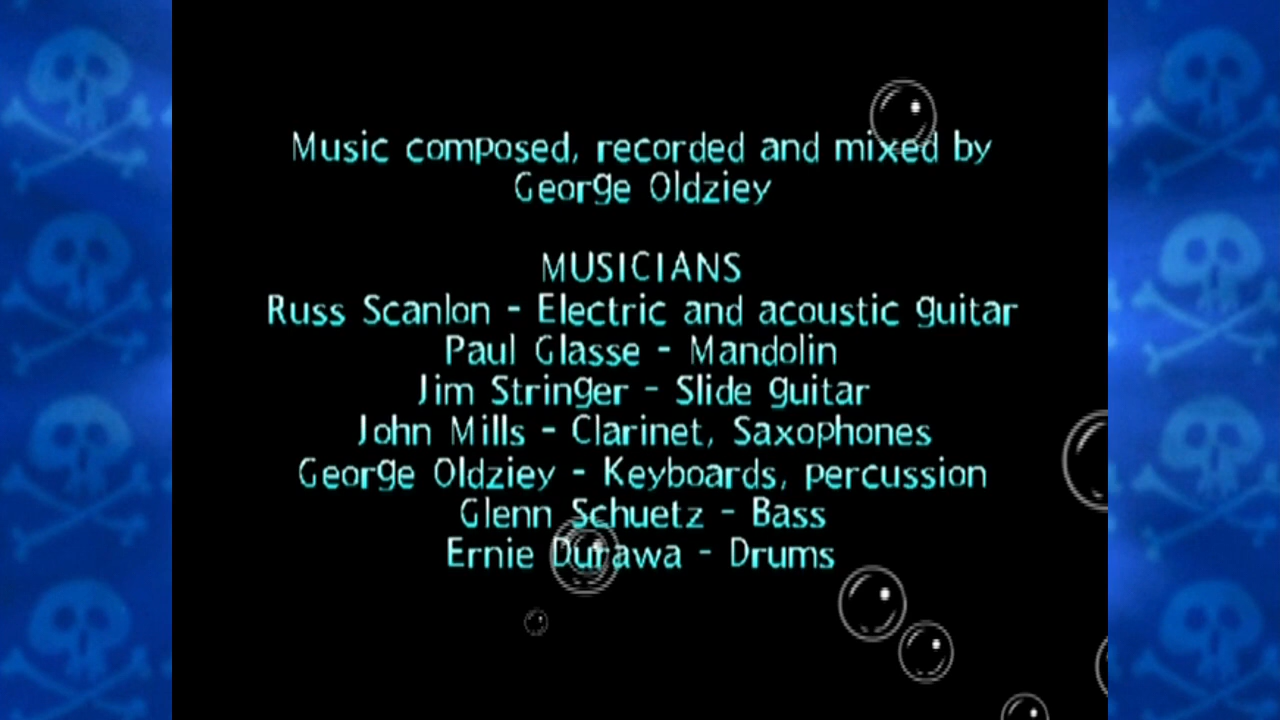 Music composed, recorded and mixed by
George Oldziey
MUSICIANS
Russ Scanlon - Electric and acoustic guitar
Paul Glasse - Mandolin
Jim Stringer - Slide guitar
John Mills - Clarinet, Saxophones
George Oldziey - Keyboards, percussion
Glenn Schuetz - Bass
Ernie Durawa - Drums